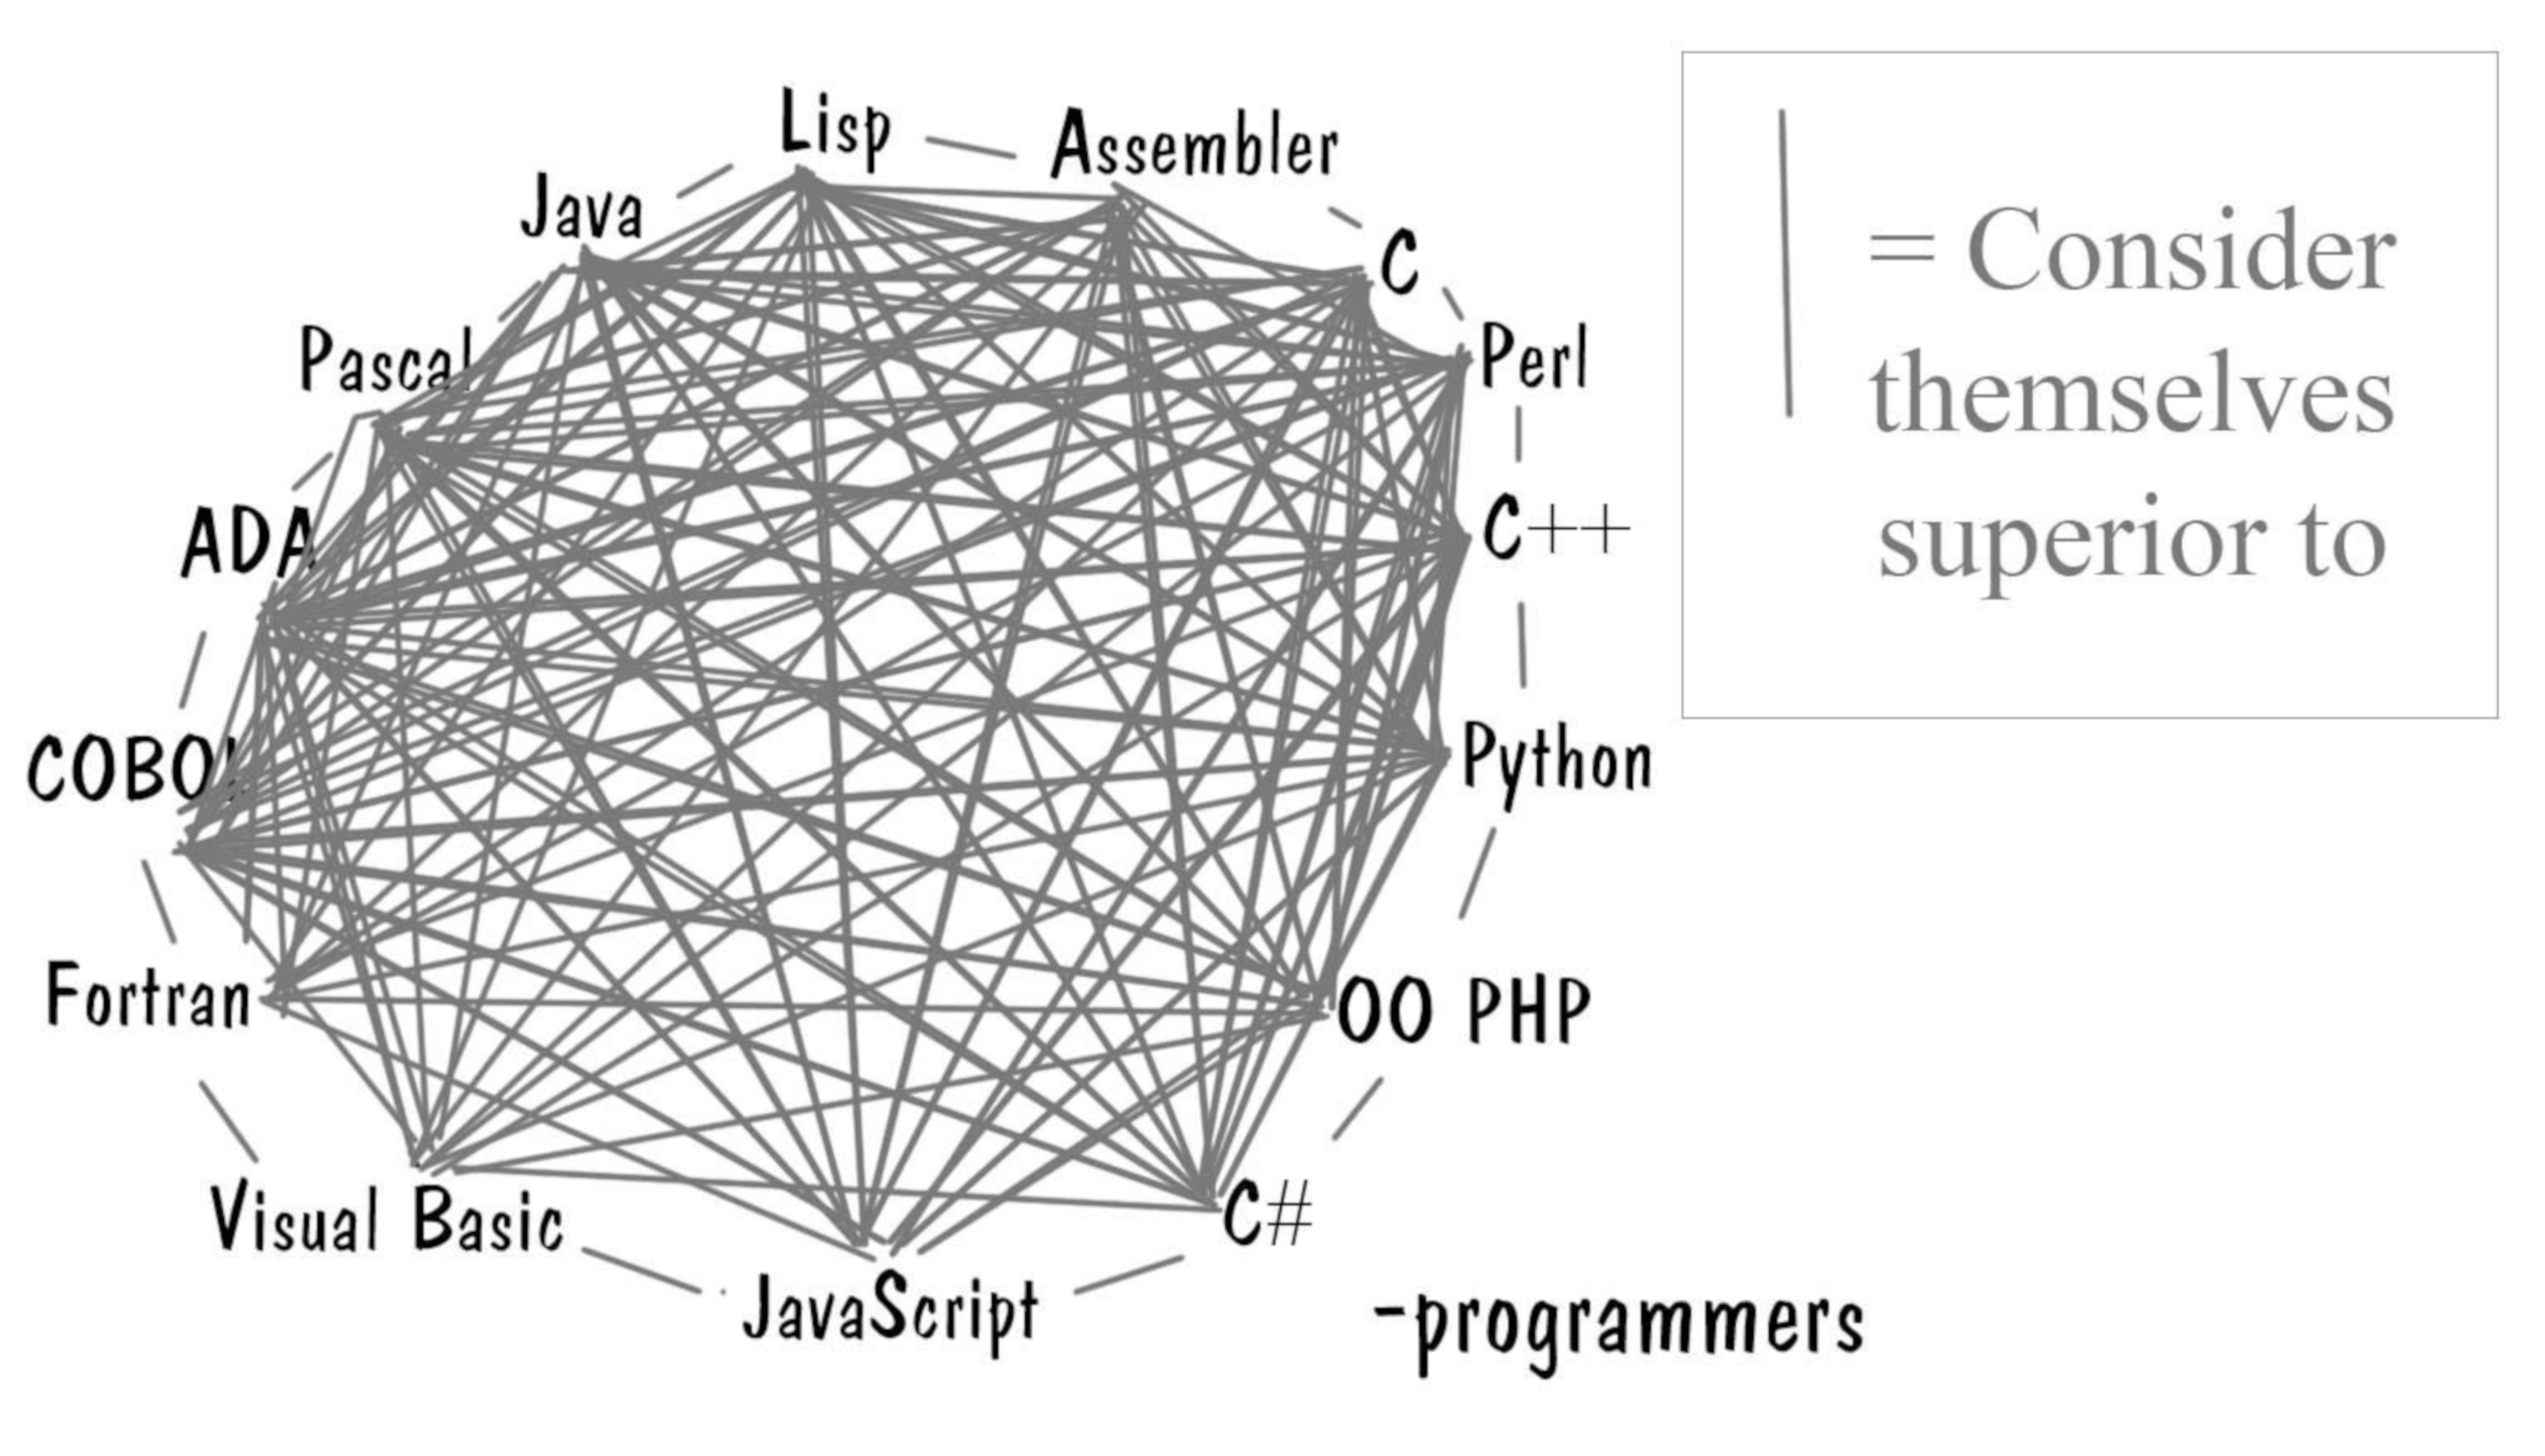 Lisp
Assembler
Java
C
Pascal
Perl
ADA
C++
COBOL
Python
Fortran
OO PHP
Visual Basic
C#
JavaScript
-programmers
= Consider
themselves
superior to